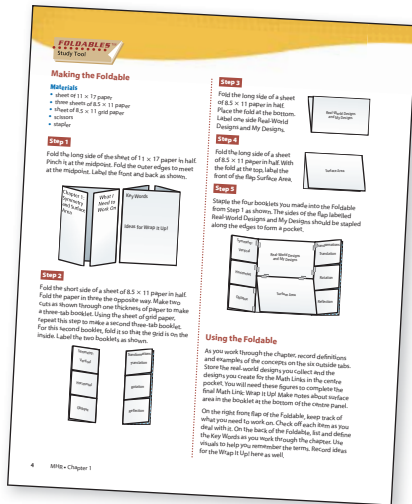 FOLDABLES™
Study Tool
Making the Foldable
Materials
• sheet of 11 × 17 paper
• three sheets of 8.5 × 11 paper
• sheet of 8.5 × 11 grid paper
• scissors
• stapler
Step 1
Fold the long side of the sheet of 11 × 17 paper in half.
Pinch it at the midpoint. Fold the outer edges to meet
at the midpoint. Label the front and back as shown.
Chapter 1:
Symmetry
and Surface
Area
What I
Need to
Work On
Key Words
Ideas for Wrap It Up!
Step 2
Fold the short side of a sheet of 8.5 × 11 paper in half.
Fold the paper in three the opposite way. Make two
cuts as shown through one thickness of paper to make
a three-tab booklet. Using the sheet of grid paper,
repeat this step to make a second three-tab booklet.
For this second booklet, fold it so that the grid is on the
inside. Label the two booklets as shown.
Vertical
Horizontal
Oblique
Translation
Rotation
Reflection
Step 3
Fold the long side of a sheet
of 8.5 × 11 paper in half.
Place the fold at the bottom.
Label one side Real-World
Designs and My Designs.
Real-World Designs
and My Designs
Step 4
Fold the long side of a sheet
of 8.5 × 11 paper in half. With
the fold at the top, label the
front of the flap Surface Area.
Surface Area
Step 5
Staple the four booklets you made into the Foldable
from Step 1 as shown. The sides of the flap labelled
Real-World Designs and My Designs should be stapled
along the edges to form a pocket.
Vertical
Horizontal
Oblique
Real-World Designs
and My Designs
Surface Area
Translation
Rotation
Reflection
Using the Foldable
As you work through the chapter, record definitions
and examples of the concepts on the six outside tabs.
Store the real-world designs you collect and the
designs you create for the Math Links in the centre
pocket. You will need these figures to complete the
final Math Link: Wrap It Up! Make notes about surface
area in the booklet at the bottom of the centre panel.
On the right front flap of the Foldable, keep track of
what you need to work on. Check off each item as you
deal with it. On the back of the Foldable, list and define
the Key Words as you work through the chapter. Use
visuals to help you remember the terms. Record ideas
for the Wrap It Up! here as well.
4 MHR • Chapter 1